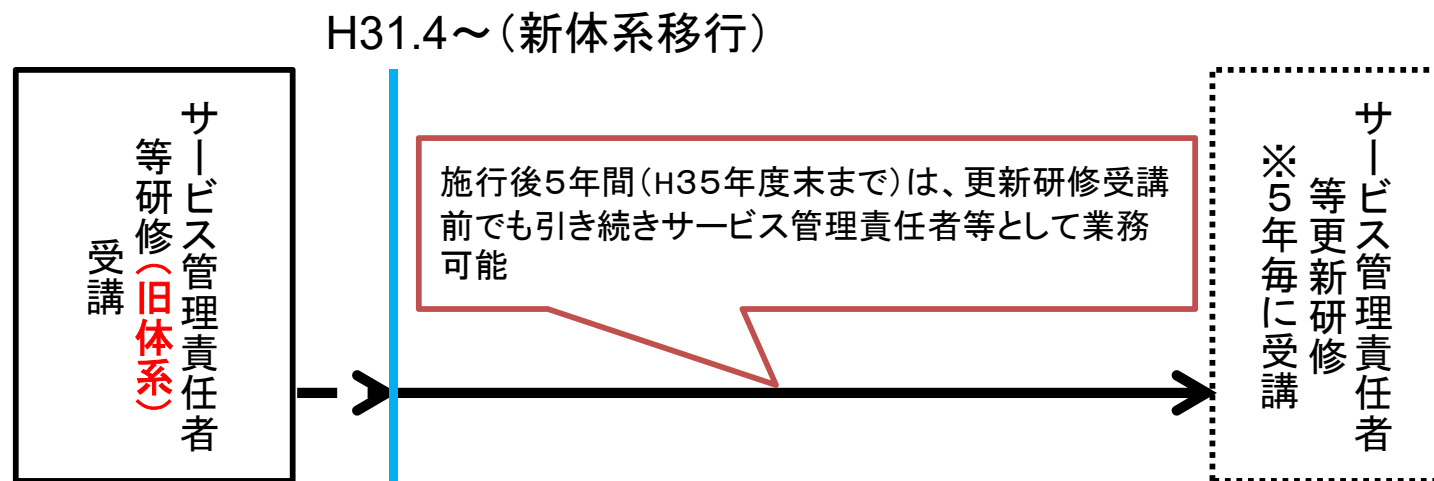 H31.4～（新体系移行）
サービス管理責任者
等研修（旧体系）
受講
施行後５年間（H35年度末まで）は、更新研修受講
前でも引き続きサービス管理責任者等として業務
可能
サービス管理責任者
等更新研修
※５年毎に受講